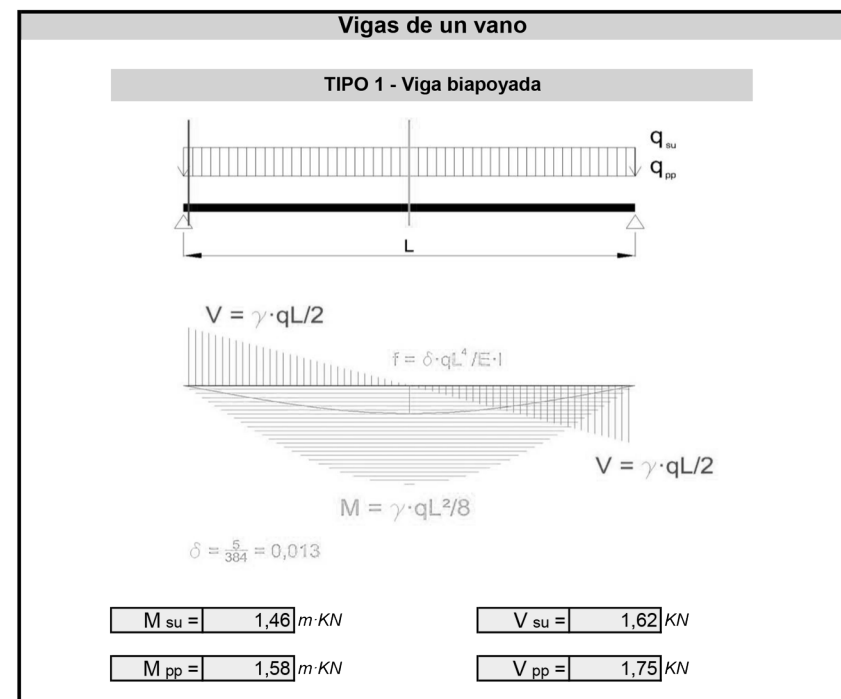 Vigas de un vano
TIPO 1 - Viga biapoyada
q su
q pp
L
V = γ·qL/2
f = δ·qL⁴/E·I
V = γ·qL/2
M = γ·qL²/8
δ = 5/384 = 0,013
M su = 1,46 m·KN
V su = 1,62 KN
M pp = 1,58 m·KN
V pp = 1,75 KN